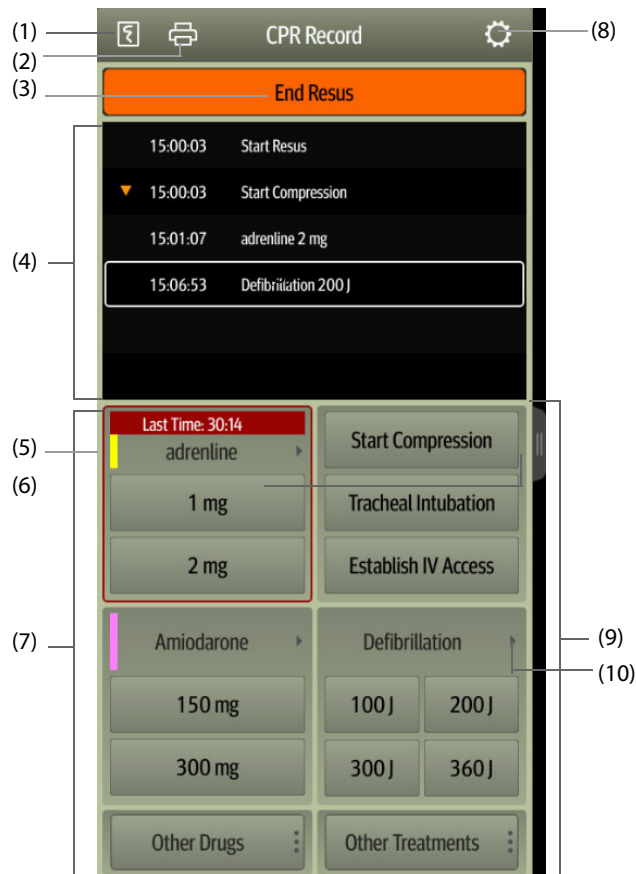 (1)
CPR Record
(8)
(2)
(3)
End Resus
15:00:03 Start Resus
15:00:03 Start Compression
15:01:07 adrenline 2 mg
(4)
15:06:53 Defibrillation 200 J
Last Time: 30:14
(5)
adrenline
Start Compression
(6)
1 mg
Tracheal Intubation
2 mg
Establish IV Access
(7)
Amiodarone
Defibrillation
(9)
(10)
150 mg
100 J
200 J
300 mg
300 J
360 J
Other Drugs
Other Treatments